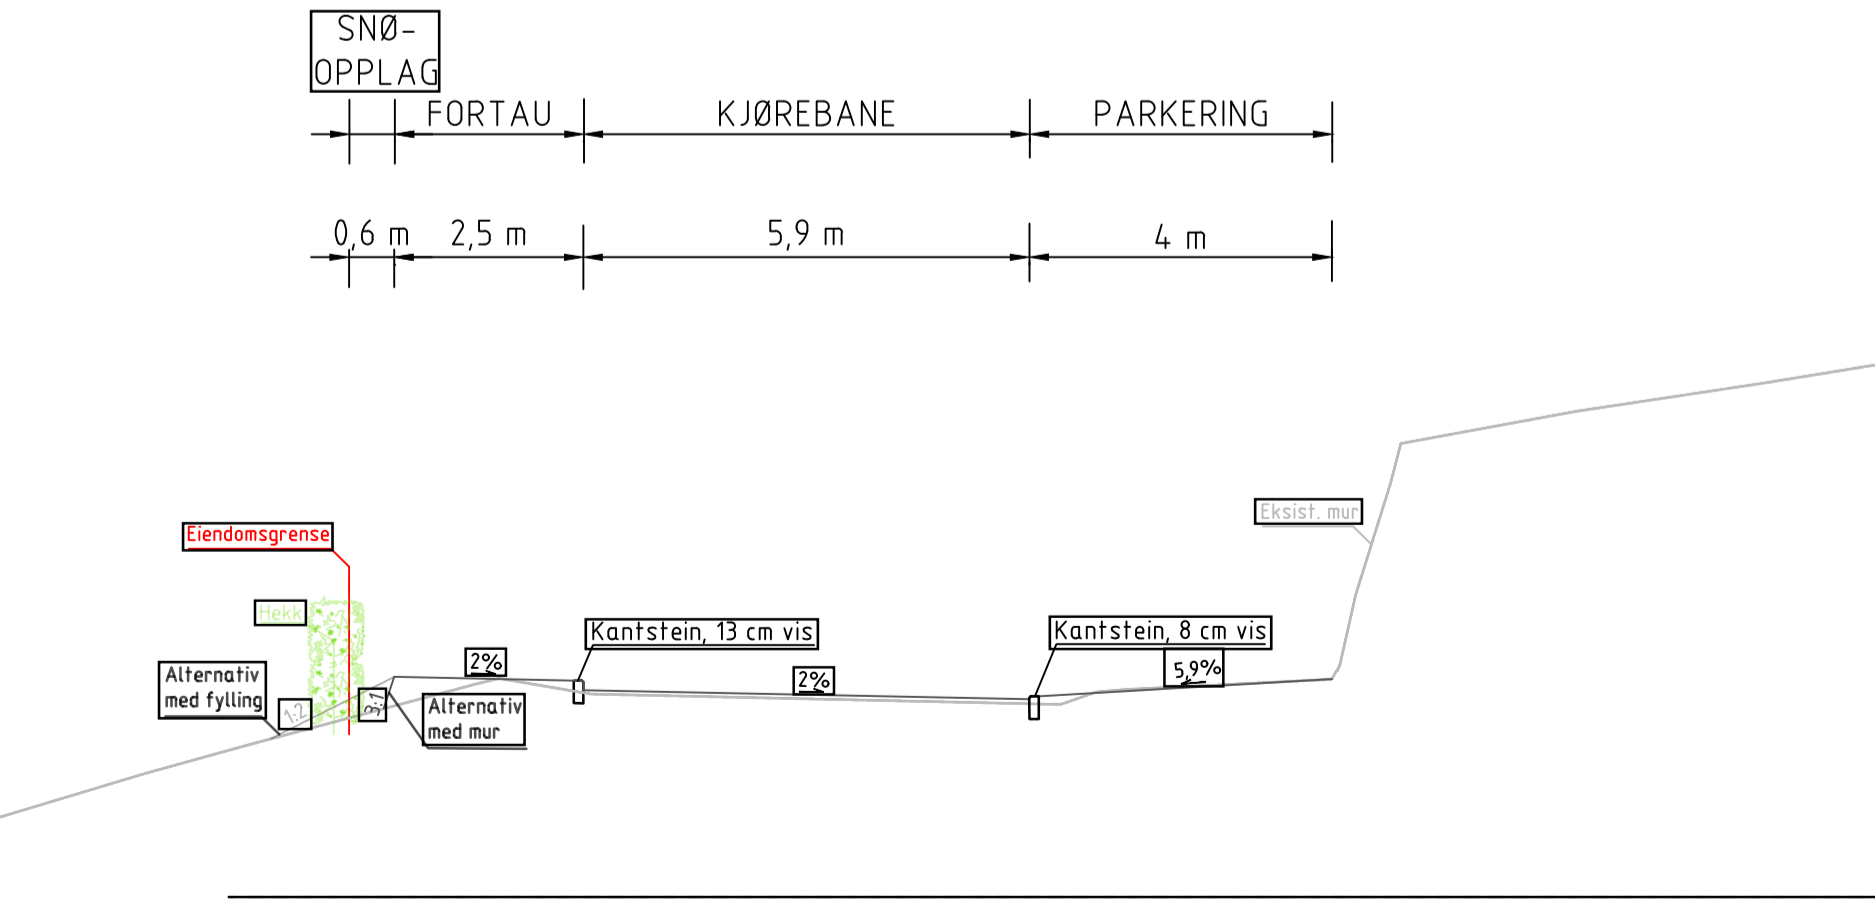 SNØ-
OPPLAG
FORTAU
KJØREBANE
PARKERING
0,6 m
2,5 m
5,9 m
4 m
Eksist. mur
Eiendomsgrense
Hekk
Kantstein, 13 cm vis
Kantstein, 8 cm vis
2%
2%
5,9%
Alternativ
med fylling
1:2
3:1
Alternativ
med mur